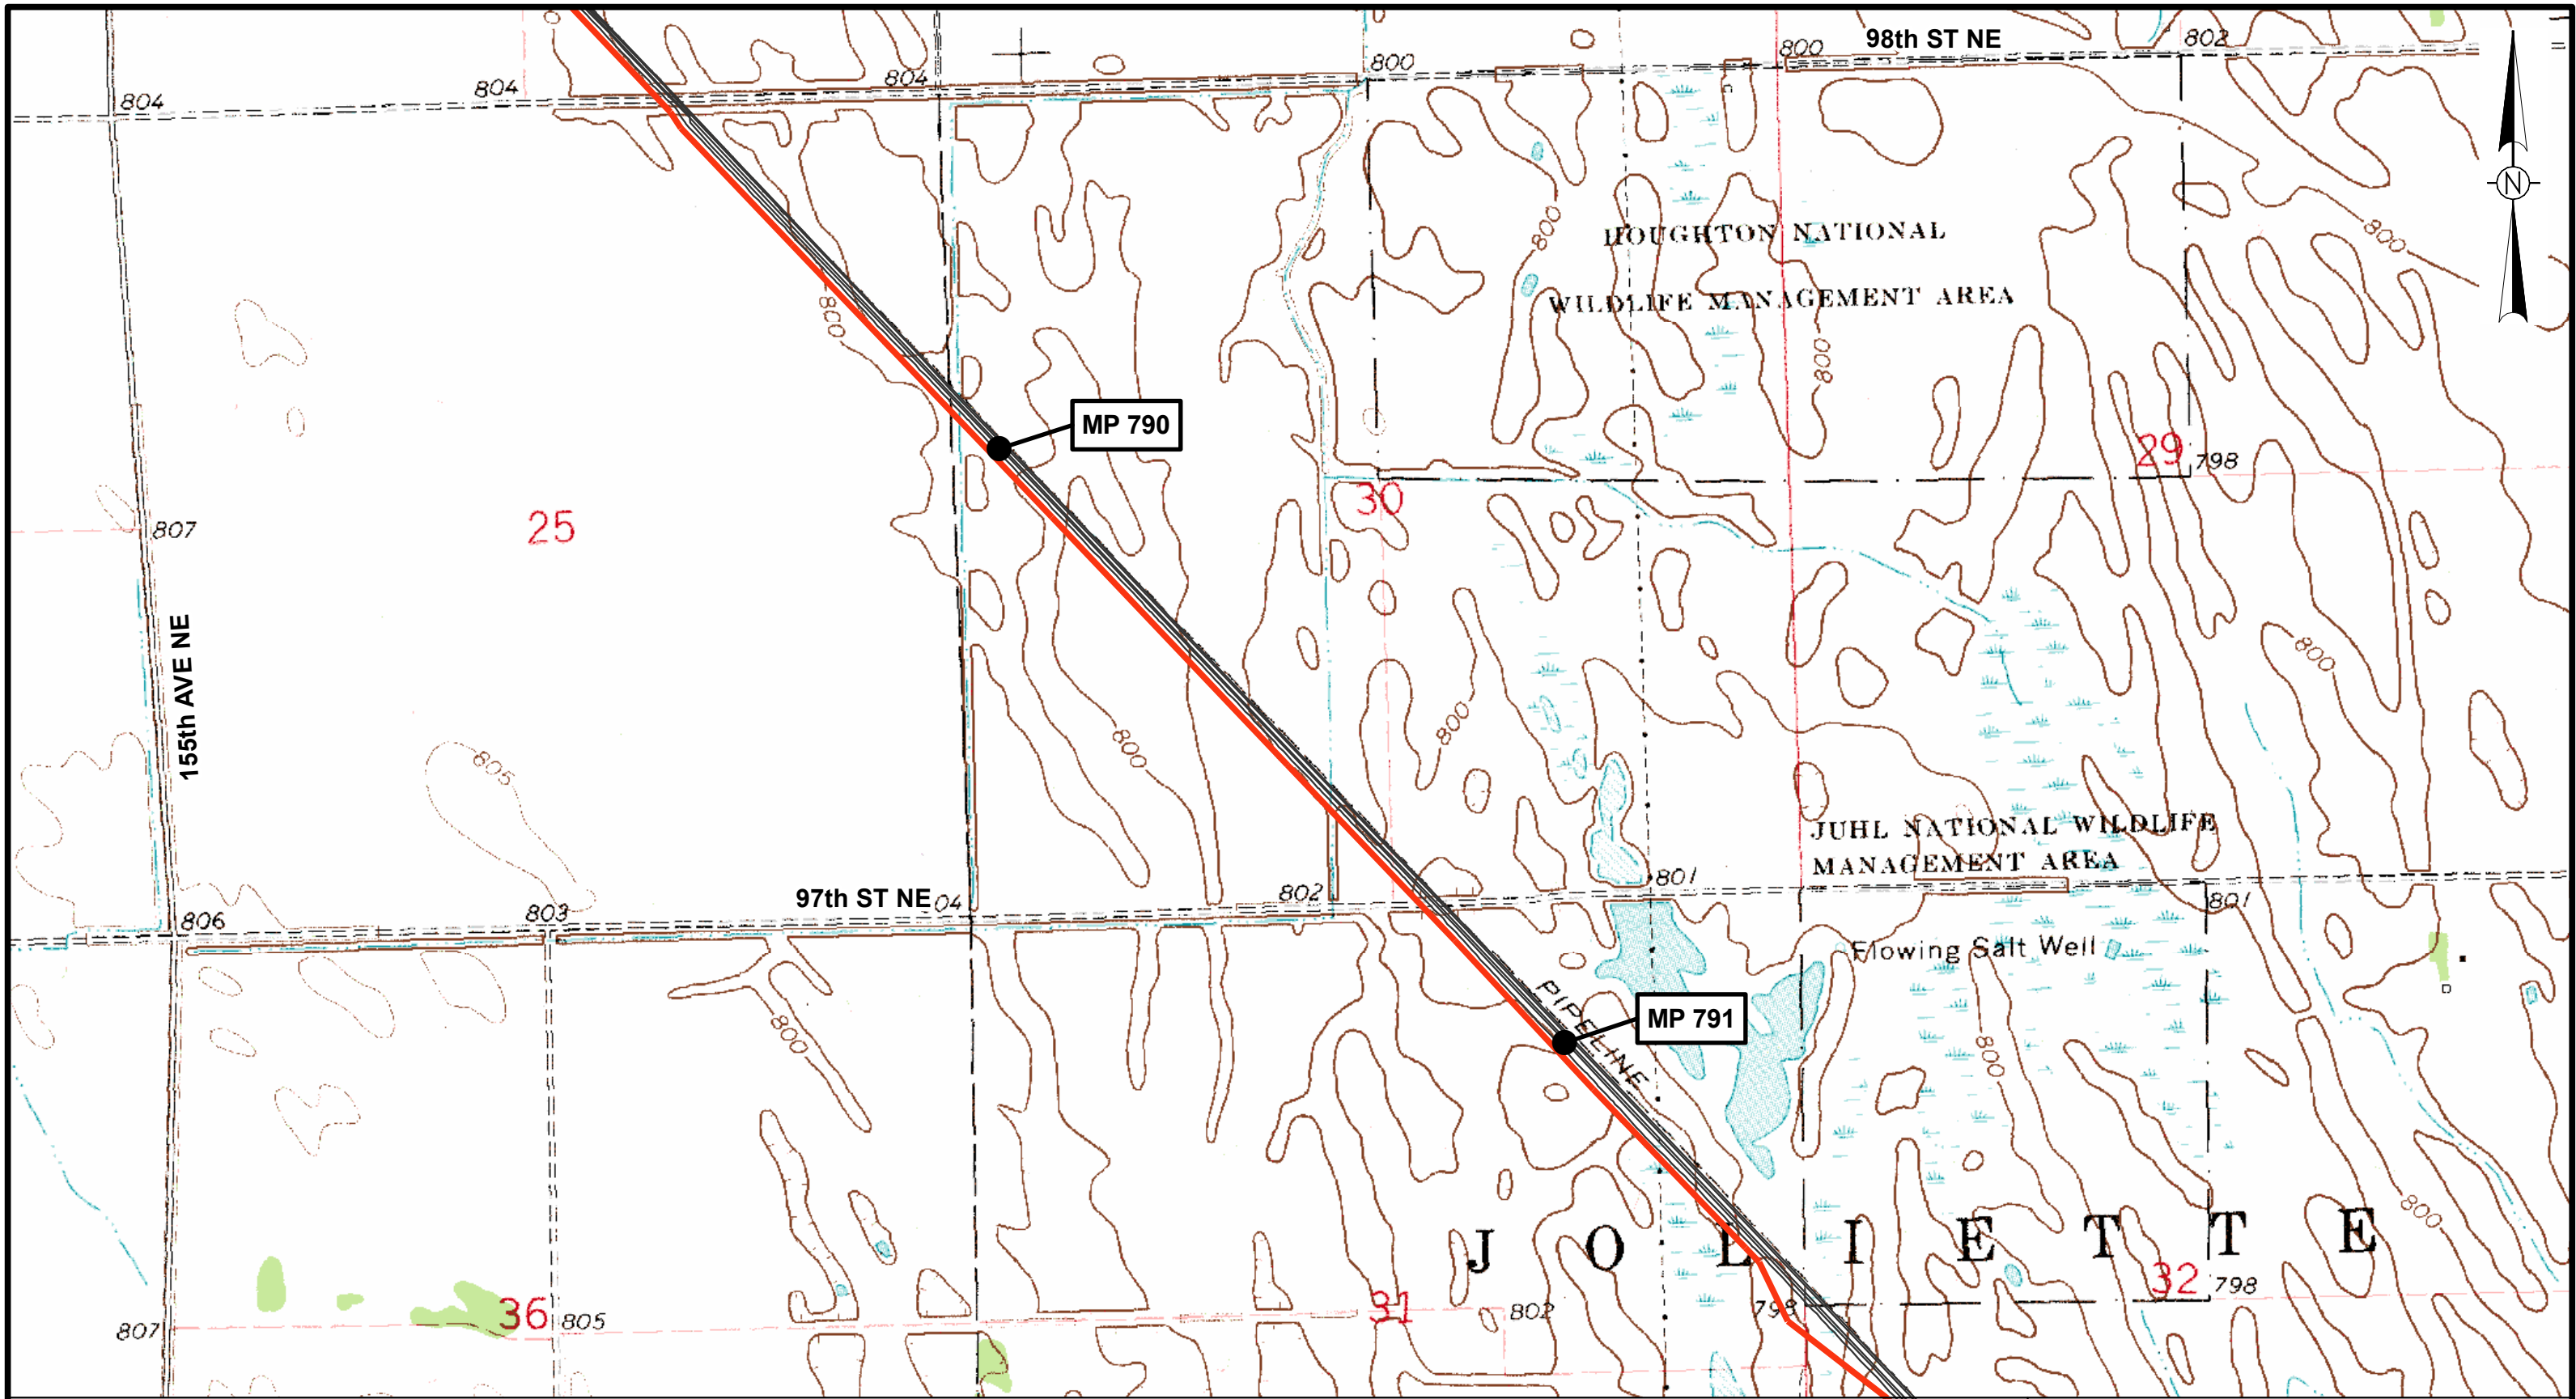 98th ST NE
802
800
800
804
804
804
N
HOUGHTON NATIONAL
WILDLIFE MANAGEMENT AREA
800
800
800
800
MP 790
29
798
30
25
807
155th AVE NE
800
800
800
805
JUHL NATIONAL WILDLIFE
MANAGEMENT AREA
801
801
802
97th ST NE
04
803
806
Flowing Salt Well
PIPELINE
MP 791
800
800
800
JOLIETTE
32
798
798
31
802
36
805
807